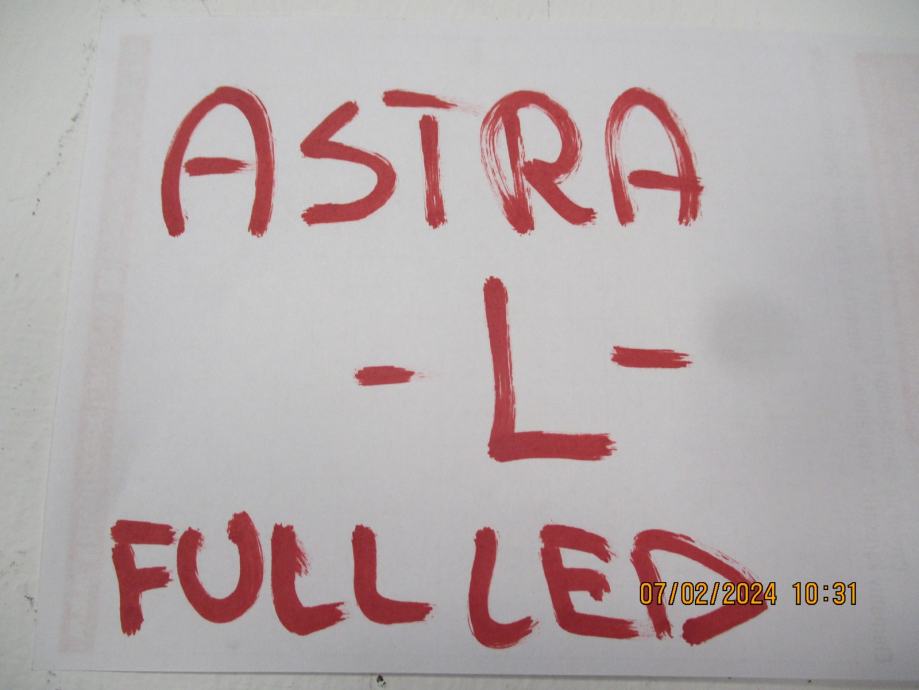 ASTRA
- L -
FULL LED
07/02/2024 10:31